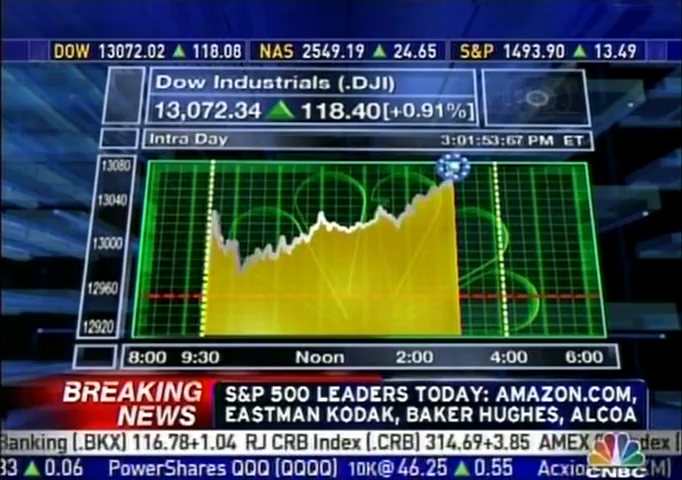 DOW 13072.02 ▲ 118.08 NAS 2549.19 ▲ 24.65 S&P 1493.90 ▲ 13.49
Dow Industrials (.DJI)
13,072.34 ▲ 118.40[+0.91%]
Intra Day 3:01:53:67 PM ET
13080
13040
13000
12960
12920
8:00 9:30 Noon 2:00 4:00 6:00
BREAKING NEWS
S&P 500 LEADERS TODAY: AMAZON.COM,
EASTMAN KODAK, BAKER HUGHES, ALCOA
Banking (.BKX) 116.78+1.04 RJ CRB Index (.CRB) 314.69+3.85 AMEX
▲ 0.06 PowerShares QQQ (QQQQ) 10K@46.25 ▲ 0.55
CNBC